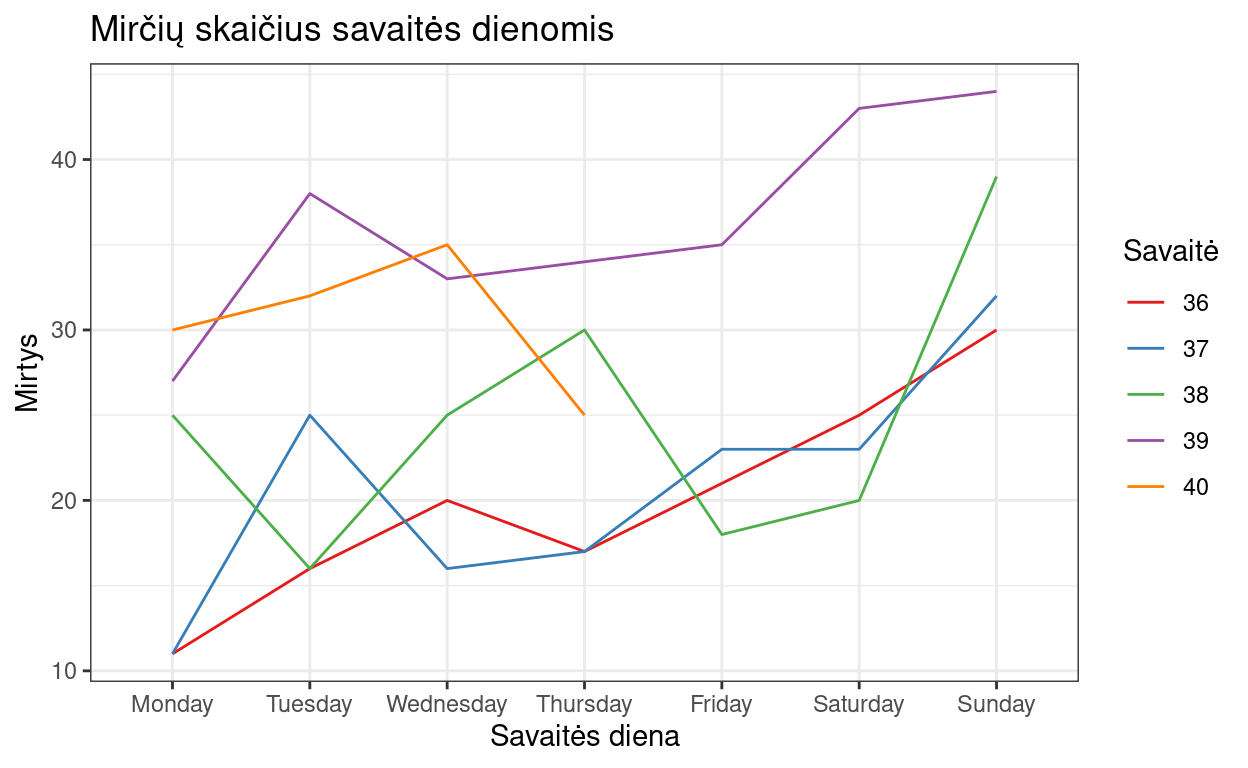 Mirčių skaičius savaitės dienomis
Mirtys
40
30
20
10
Monday Tuesday Wednesday Thursday Friday Saturday Sunday
Savaitės diena
Savaitė
36
37
38
39
40